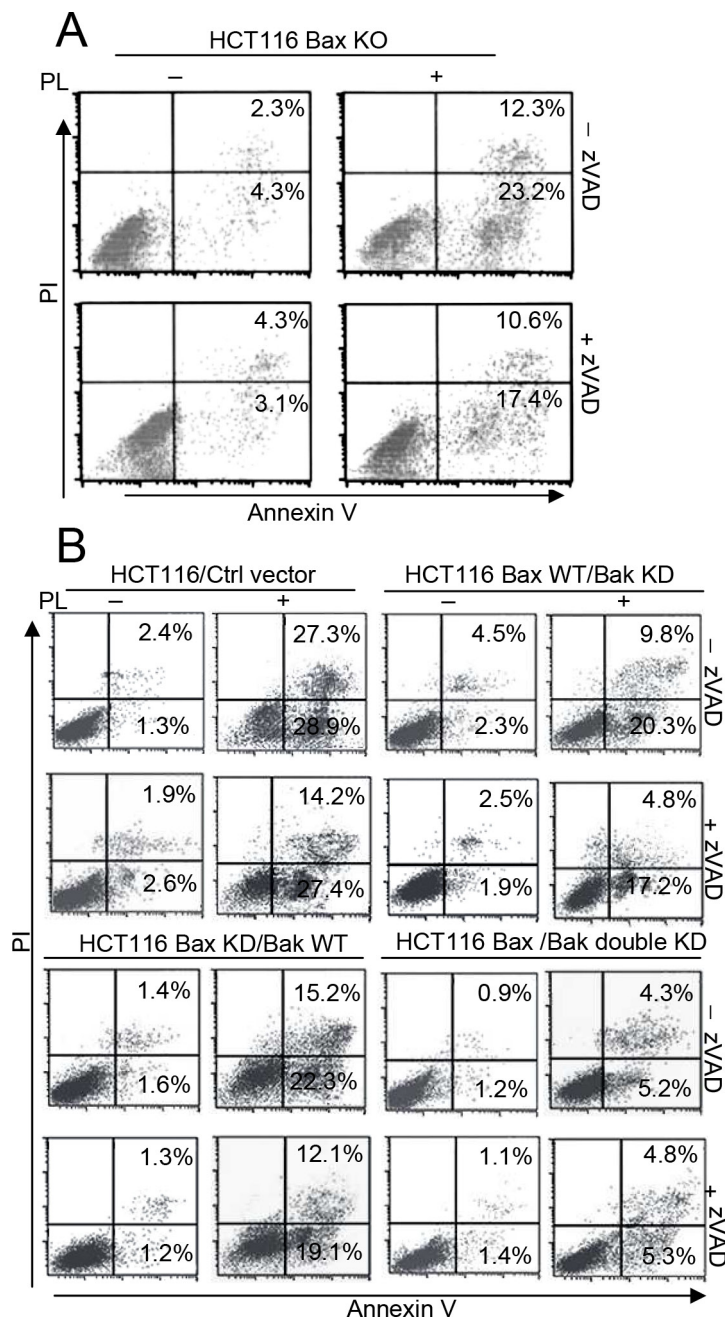 A
HCT116 Bax KO
PL – +
2.3% 12.3%
4.3% 23.2%
– zVAD
4.3% 10.6%
3.1% 17.4%
+ zVAD
PI
Annexin V
B
HCT116/Ctrl vector HCT116 Bax WT/Bak KD
PL – + – +
2.4% 27.3% 4.5% 9.8%
1.3% 28.9% 2.3% 20.3%
– zVAD
1.9% 14.2% 2.5% 4.8%
2.6% 27.4% 1.9% 17.2%
+ zVAD
PI
HCT116 Bax KD/Bak WT HCT116 Bax /Bak double KD
1.4% 15.2% 0.9% 4.3%
1.6% 22.3% 1.2% 5.2%
– zVAD
1.3% 12.1% 1.1% 4.8%
1.2% 19.1% 1.4% 5.3%
+ zVAD
Annexin V